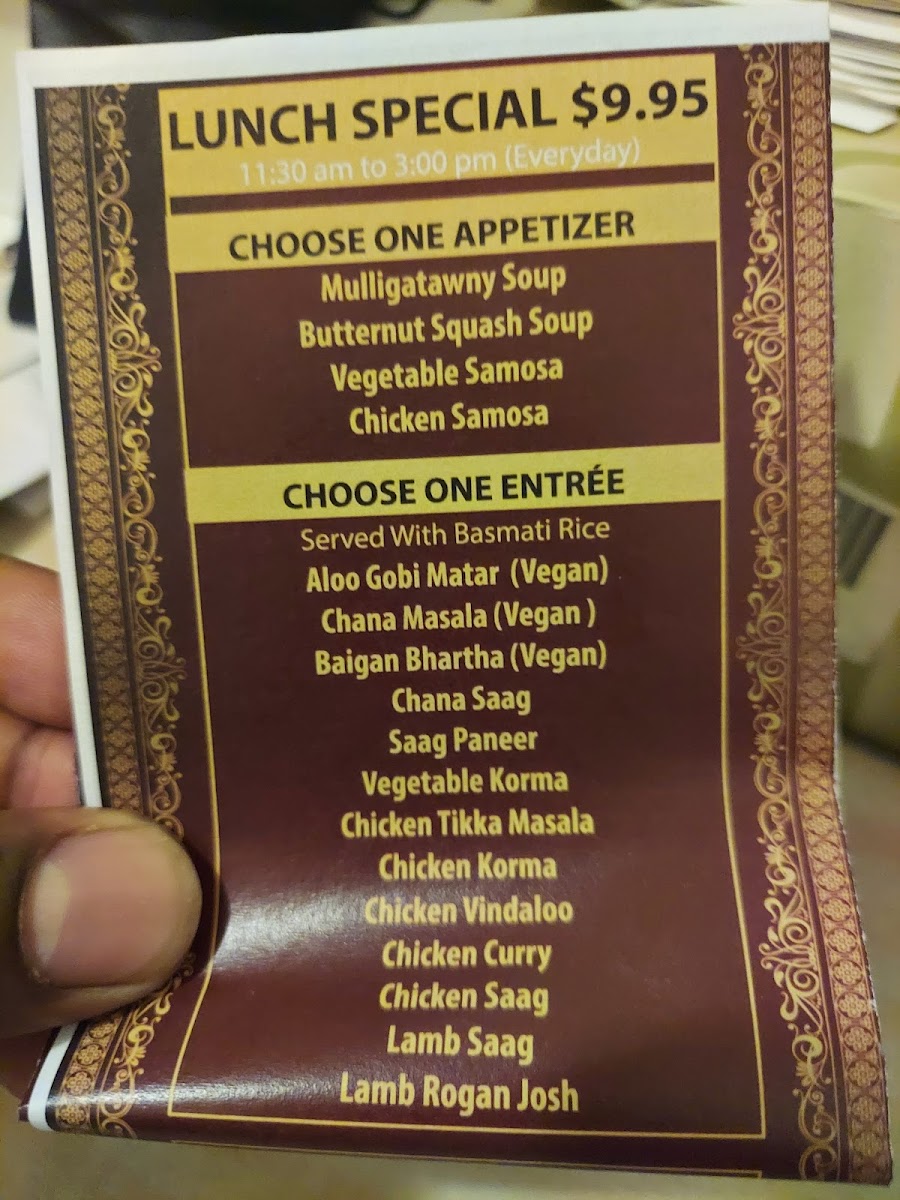 LUNCH SPECIAL $9.95
11:30 am to 3:00 pm (Everyday)
CHOOSE ONE APPETIZER
Mulligatawny Soup
Butternut Squash Soup
Vegetable Samosa
Chicken Samosa
CHOOSE ONE ENTRÉE
Served With Basmati Rice
Aloo Gobi Matar (Vegan)
Chana Masala (Vegan )
Baigan Bhartha (Vegan)
Chana Saag
Saag Paneer
Vegetable Korma
Chicken Tikka Masala
Chicken Korma
Chicken Vindaloo
Chicken Curry
Chicken Saag
Lamb Saag
Lamb Rogan Josh